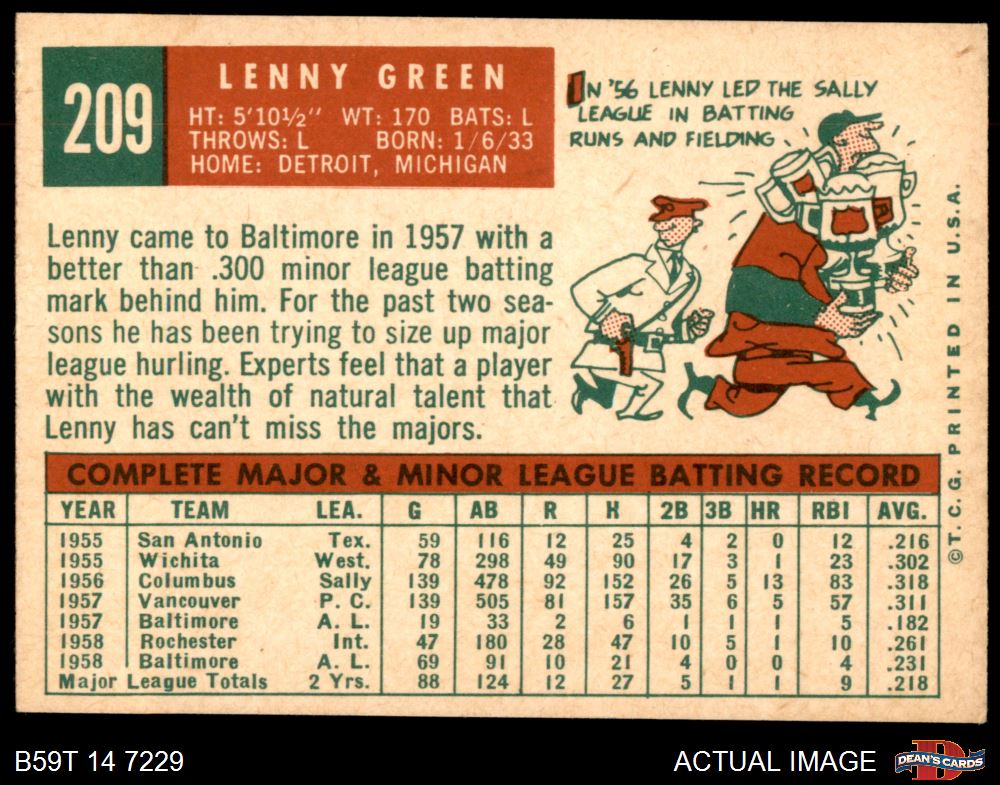 209
LENNY GREEN
HT: 5'10½" WT: 170 BATS: L
THROWS: L BORN: 1/6/33
HOME: DETROIT, MICHIGAN
IN '56 LENNY LED THE SALLY
LEAGUE IN BATTING
RUNS AND FIELDING.
Lenny came to Baltimore in 1957 with a
better than .300 minor league batting
mark behind him. For the past two sea-
sons he has been trying to size up major
league hurling. Experts feel that a player
with the wealth of natural talent that
Lenny has can't miss the majors.
COMPLETE MAJOR & MINOR LEAGUE BATTING RECORD
YEAR TEAM LEA. G AB R H 2B 3B HR RBI AVG.
1955 San Antonio Tex. 59 116 12 25 4 2 0 12 .216
1955 Wichita West. 78 298 49 90 17 3 1 23 .302
1956 Columbus Sally 139 478 92 152 26 5 13 83 .318
1957 Vancouver P. C. 139 505 81 157 35 6 5 57 .311
1957 Baltimore A. L. 19 33 2 6 1 1 1 5 .182
1958 Rochester Int. 47 180 28 47 10 5 1 10 .261
1958 Baltimore A. L. 69 91 10 21 4 0 0 4 .231
Major League Totals 2 Yrs. 88 124 12 27 5 1 1 9 .218
©T. C. G. PRINTED IN U.S.A.
B59T 14 7229
ACTUAL IMAGE
DEAN'S CARDS